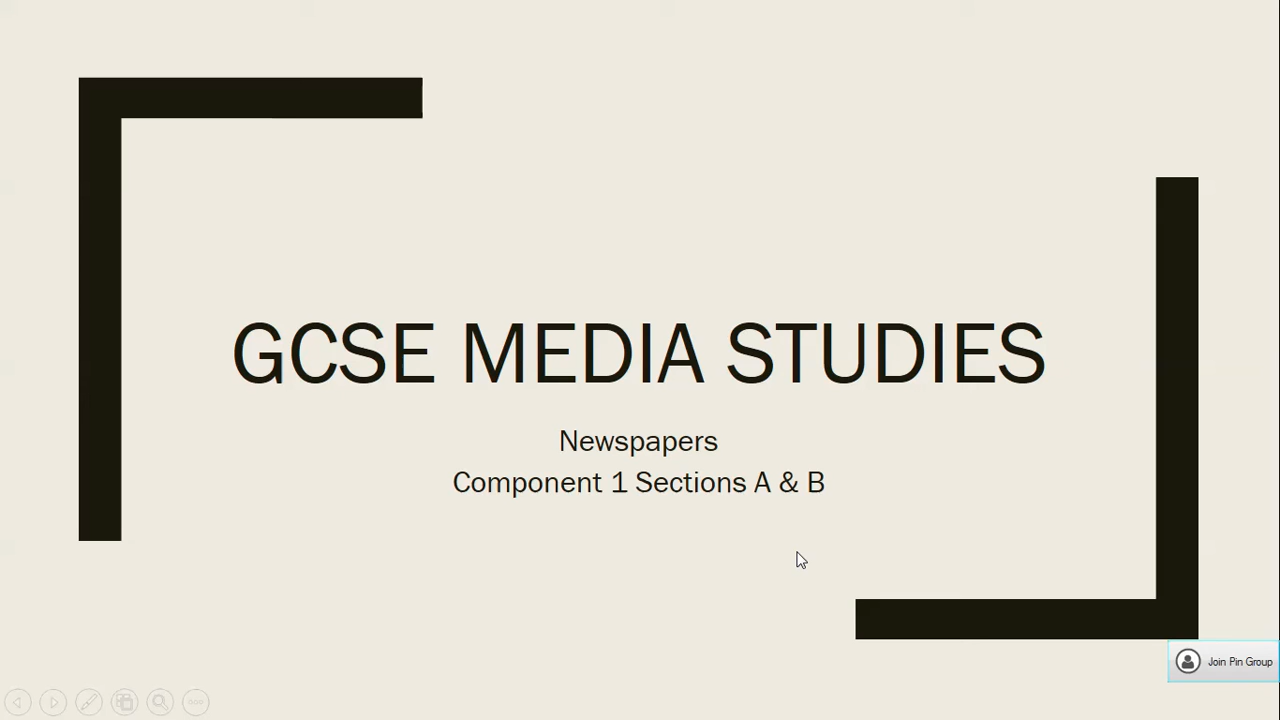 GCSE MEDIA STUDIES
Newspapers
Component 1 Sections A & B
Join Pin Group